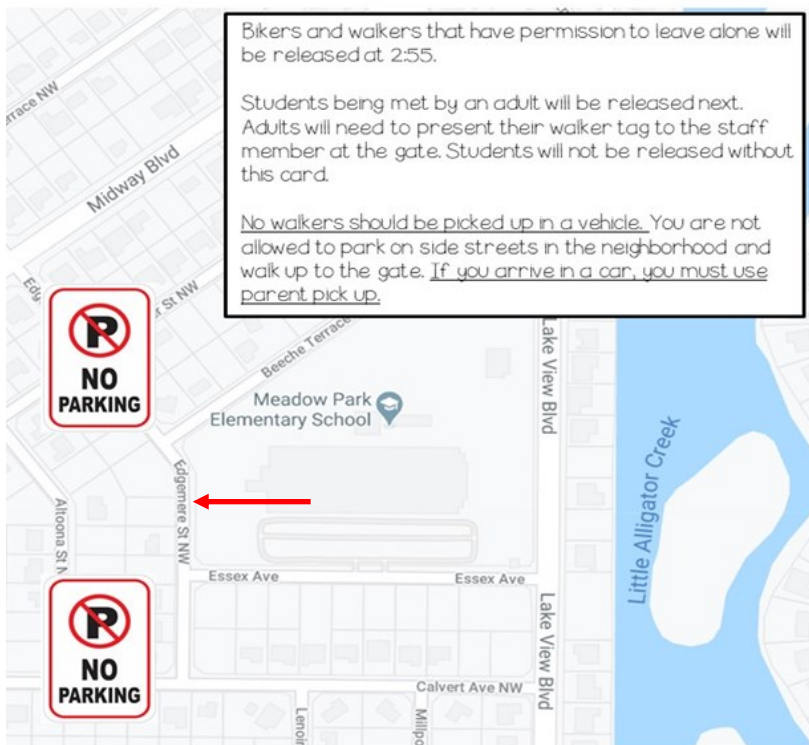 Bikers and walkers that have permission to leave alone will
be released at 2:55.
Students being met by an adult will be released next.
Adults will need to present their walker tag to the staff
member at the gate. Students will not be released without
this card.
No walkers should be picked up in a vehicle. You are not
allowed to park on side streets in the neighborhood and
walk up to the gate. If you arrive in a car, you must use
parent pick up.
Midway Blvd
St NW
Beeche Terrace
P
NO
PARKING
Meadow Park
Elementary School
Lake View Blvd
Edgemere St NW
Altoona St N
Little Alligator Creek
Essex Ave
Essex Ave
P
NO
PARKING
Lake View Blvd
Calvert Ave NW